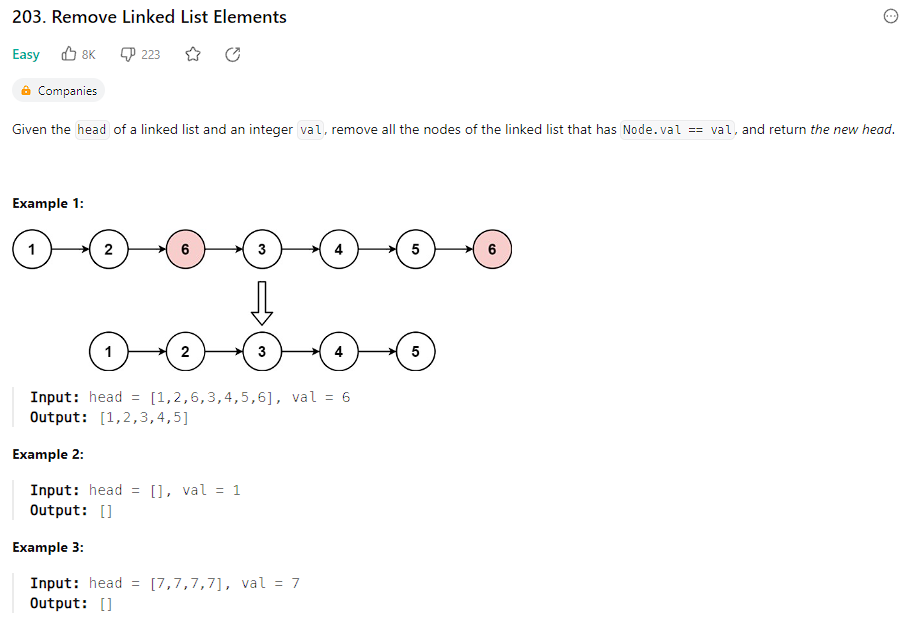 203. Remove Linked List Elements
Easy 8K 223
Companies
Given the head of a linked list and an integer val, remove all the nodes of the linked list that has Node.val == val, and return the new head.
Example 1:
1 2 6 3 4 5 6
1 2 3 4 5
Input: head = [1,2,6,3,4,5,6], val = 6
Output: [1,2,3,4,5]
Example 2:
Input: head = [], val = 1
Output: []
Example 3:
Input: head = [7,7,7,7], val = 7
Output: []